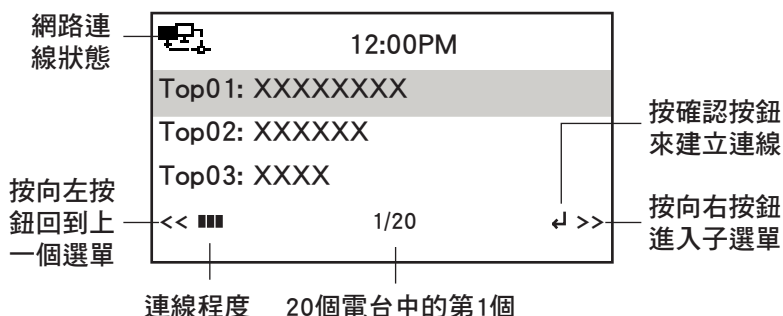 網路連
線狀態
12:00PM
Top01: XXXXXXXX
Top02: XXXXXX
Top03: XXXX
按確認按鈕
來建立連線
按向左按
鈕回到上
一個選單
<< 1/20 ↲ >>
按向右按鈕
進入子選單
連線程度
20個電台中的第1個